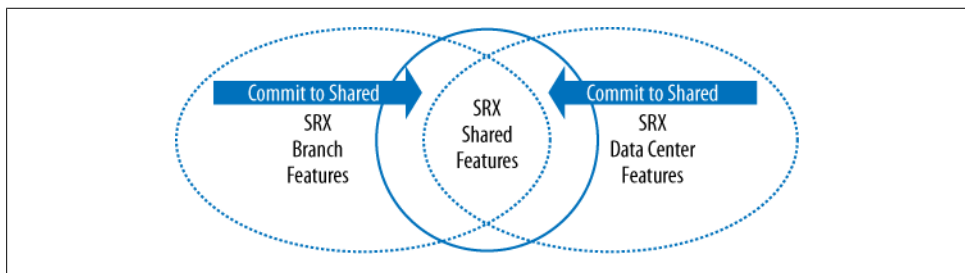 Commit to Shared
SRX
Branch
Features
SRX
Shared
Features
Commit to Shared
SRX
Data Center
Features